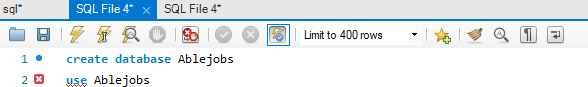 sql* SQL File 4* × SQL File 4*
Limit to 400 rows
1 create database Ablejobs
2 use Ablejobs